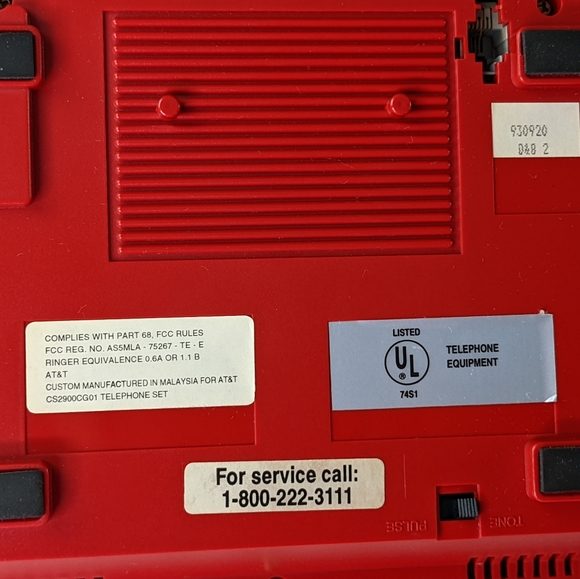 930920
D&B 2
COMPLIES WITH PART 68, FCC RULES
FCC REG. NO. AS5MLA - 75267 - TE - E
RINGER EQUIVALENCE 0.6A OR 1.1 B
AT&T
CUSTOM MANUFACTURED IN MALAYSIA FOR AT&T
CS2900CG01 TELEPHONE SET
LISTED
UL
®
74S1
TELEPHONE
EQUIPMENT
For service call:
1-800-222-3111
PULSE
TONE